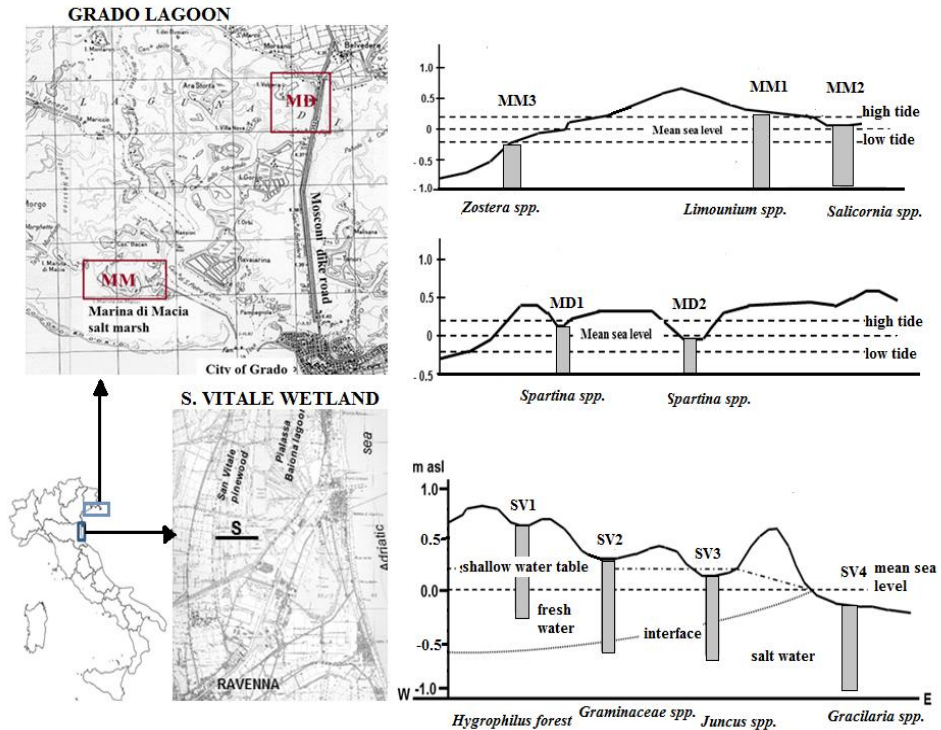 GRADO LAGOON
Belvedere
MD
L A G U N A
I. Villa Nova
Mosconi dike road
Ravaiarina
MM
Marina di Macia
salt marsh
City of Grado
1.0
0.5
0
- 0.5
- 1.0
MM3
MM1
MM2
high tide
Mean sea level
low tide
Zostera spp.
Limounium spp.
Salicornia spp.
1.0
0.5
0
- 0.5
MD1
MD2
high tide
Mean sea level
low tide
Spartina spp.
Spartina spp.
S. VITALE WETLAND
San Vitale
pinewood
Pialassa
Baiona lagoon
sea
Adriatic
S
RAVENNA
m asl
1.0
0.5
0.0
-0.5
-1.0
SV1
SV2
SV3
SV4
mean sea
level
shallow water table
fresh
water
interface
salt water
W
E
Hygrophilus forest
Graminaceae spp.
Juncus spp.
Gracilaria spp.